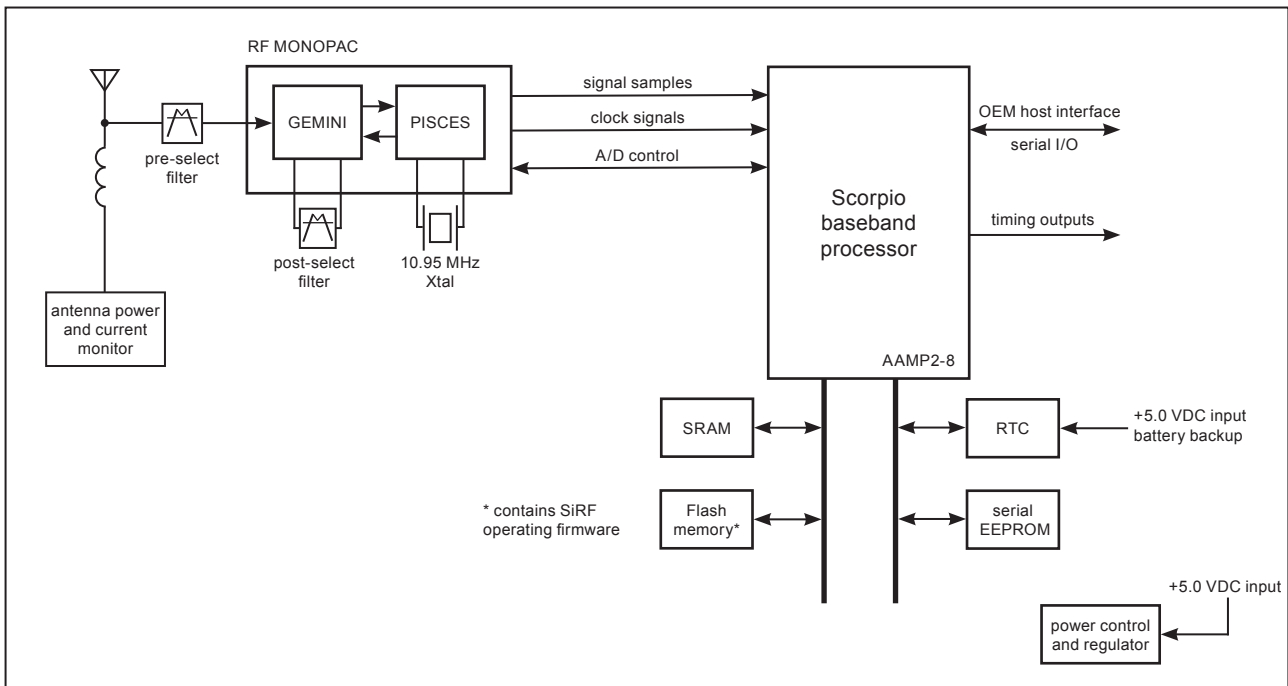 RF MONOPAC
GEMINI
PISCES
pre-select
filter
post-select
filter
10.95 MHz
Xtal
antenna power
and current
monitor
signal samples
clock signals
A/D control
Scorpio
baseband
processor
AAMP2-8
OEM host interface
serial I/O
timing outputs
SRAM
RTC
+5.0 VDC input
battery backup
* contains SiRF
operating firmware
Flash
memory*
serial
EEPROM
+5.0 VDC input
power control
and regulator